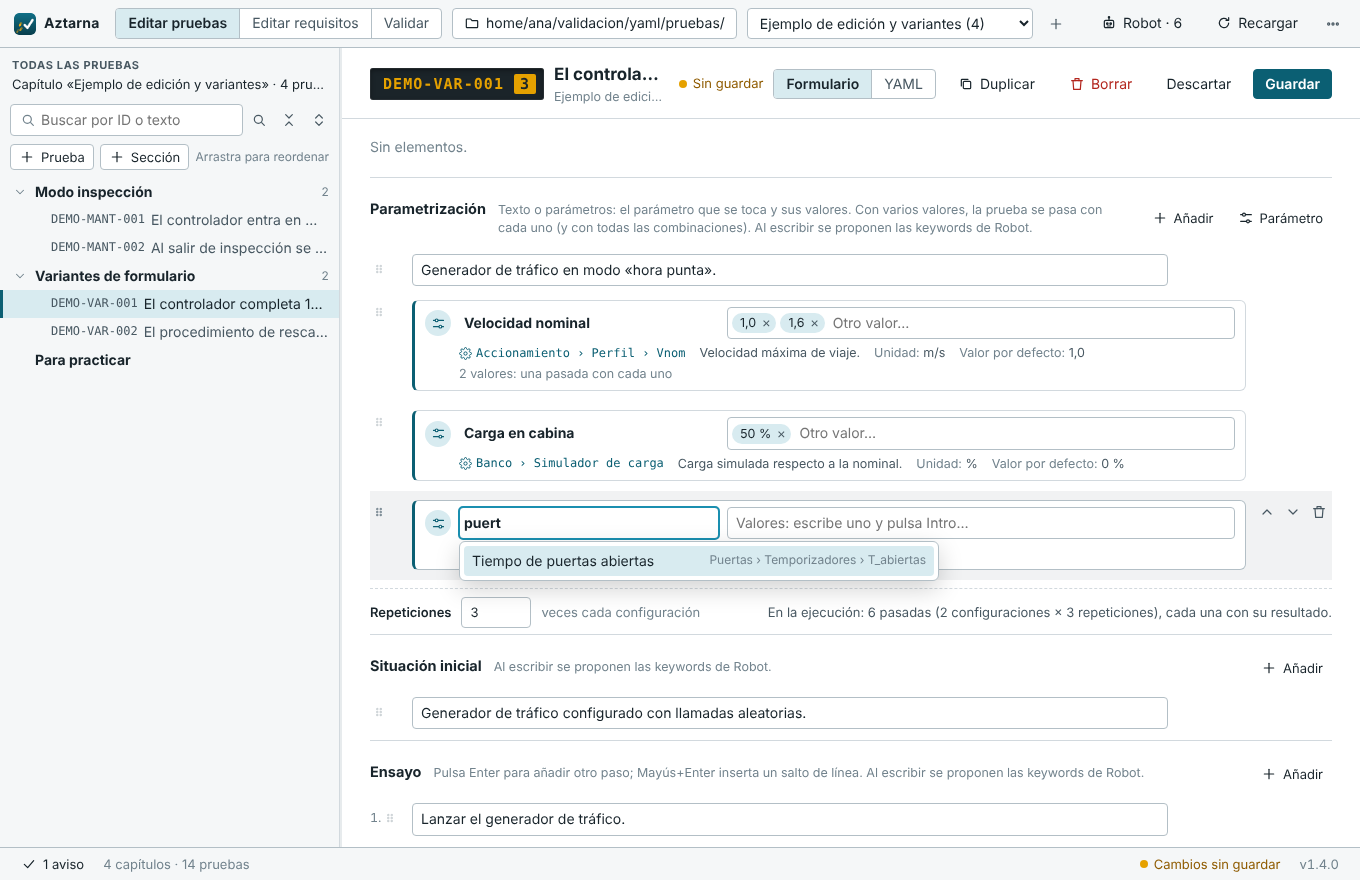 Aztarna
Editar pruebas
Editar requisitos
Validar
home/ana/validacion/yaml/pruebas/
Ejemplo de edición y variantes (4)
Robot · 6
Recargar
TODAS LAS PRUEBAS
Capítulo «Ejemplo de edición y variantes» · 4 pru...
Buscar por ID o texto
Prueba
Sección
Arrastra para reordenar
Modo inspección 2
DEMO-MANT-001 El controlador entra en ...
DEMO-MANT-002 Al salir de inspección se ...
Variantes de formulario 2
DEMO-VAR-001 El controlador completa 1...
DEMO-VAR-002 El procedimiento de resca...
Para practicar
DEMO-VAR-001 3
El controla...
Ejemplo de edici...
Sin guardar
Formulario
YAML
Duplicar
Borrar
Descartar
Guardar
Sin elementos.
Parametrización
Texto o parámetros: el parámetro que se toca y sus valores. Con varios valores, la prueba se pasa con
cada uno (y con todas las combinaciones). Al escribir se proponen las keywords de Robot.
Añadir
Parámetro
Generador de tráfico en modo «hora punta».
Velocidad nominal
1,0 × 1,6 × Otro valor...
Accionamiento › Perfil › Vnom Velocidad máxima de viaje. Unidad: m/s Valor por defecto: 1,0
2 valores: una pasada con cada uno
Carga en cabina
50 % × Otro valor...
Banco › Simulador de carga Carga simulada respecto a la nominal. Unidad: % Valor por defecto: 0 %
puert
Valores: escribe uno y pulsa Intro...
Tiempo de puertas abiertas Puertas › Temporizadores › T_abiertas
Repeticiones 3 veces cada configuración En la ejecución: 6 pasadas (2 configuraciones × 3 repeticiones), cada una con su resultado.
Situación inicial Al escribir se proponen las keywords de Robot.
Añadir
Generador de tráfico configurado con llamadas aleatorias.
Ensayo Pulsa Enter para añadir otro paso; Mayús+Enter inserta un salto de línea. Al escribir se proponen las keywords de Robot.
Añadir
1. Lanzar el generador de tráfico.
1 aviso
4 capítulos · 14 pruebas
Cambios sin guardar
v1.4.0